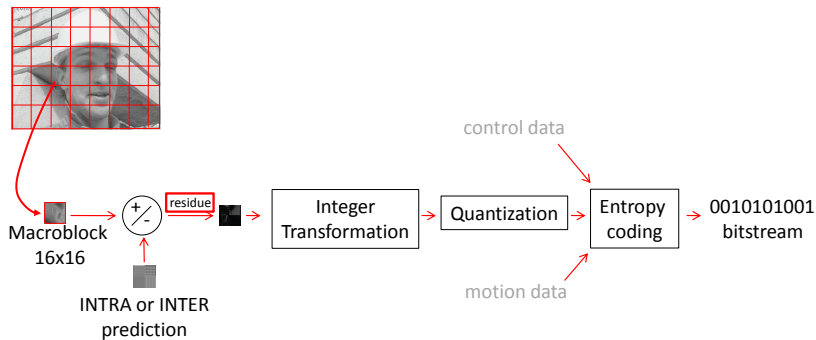 control data
residue
+
-
Integer
Transformation
Quantization
Entropy
coding
0010101001
bitstream
Macroblock
16x16
motion data
INTRA or INTER
prediction